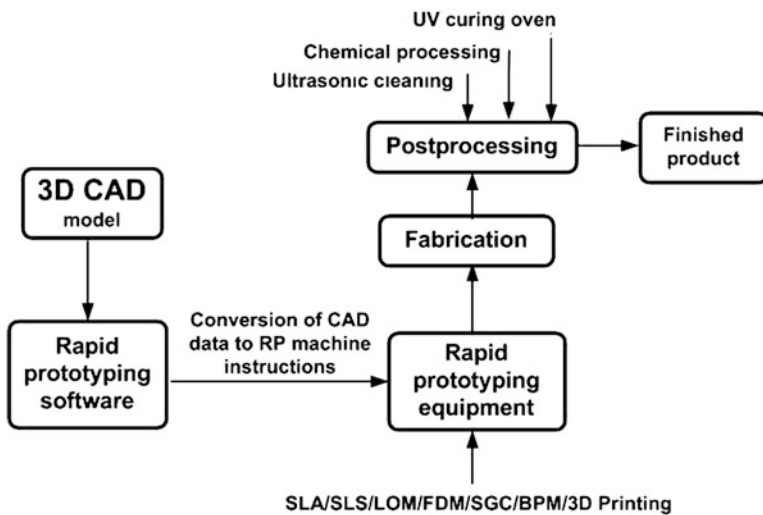 UV curing oven
Chemical processing
Ultrasonic cleaning
Postprocessing
Finished
product
3D CAD
model
Fabrication
Rapid
prototyping
software
Conversion of CAD
data to RP machine
instructions
Rapid
prototyping
equipment
SLA/SLS/LOM/FDM/SGC/BPM/3D Printing